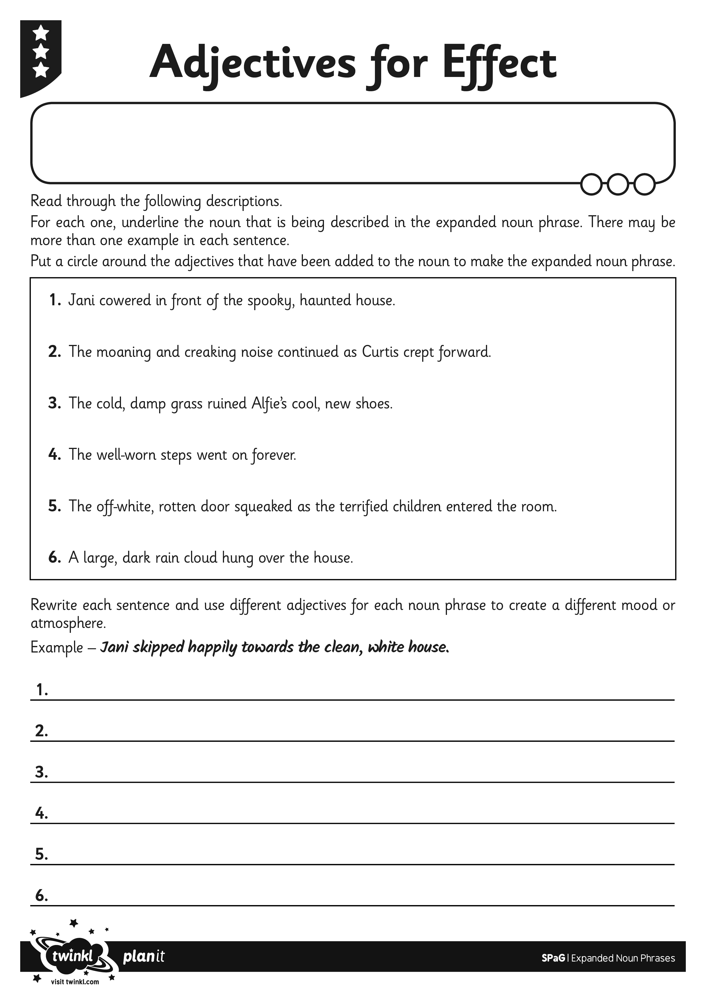 Adjectives for Effect
Read through the following descriptions.
For each one, underline the noun that is being described in the expanded noun phrase. There may be
more than one example in each sentence.
Put a circle around the adjectives that have been added to the noun to make the expanded noun phrase.
1. Jani cowered in front of the spooky, haunted house.
2. The moaning and creaking noise continued as Curtis crept forward.
3. The cold, damp grass ruined Alfie’s cool, new shoes.
4. The well-worn steps went on forever.
5. The off-white, rotten door squeaked as the terrified children entered the room.
6. A large, dark rain cloud hung over the house.
Rewrite each sentence and use different adjectives for each noun phrase to create a different mood or
atmosphere.
Example – Jani skipped happily towards the clean, white house.
1.
2.
3.
4.
5.
6.
twinkl planit
SPaG | Expanded Noun Phrases
visit twinkl.com